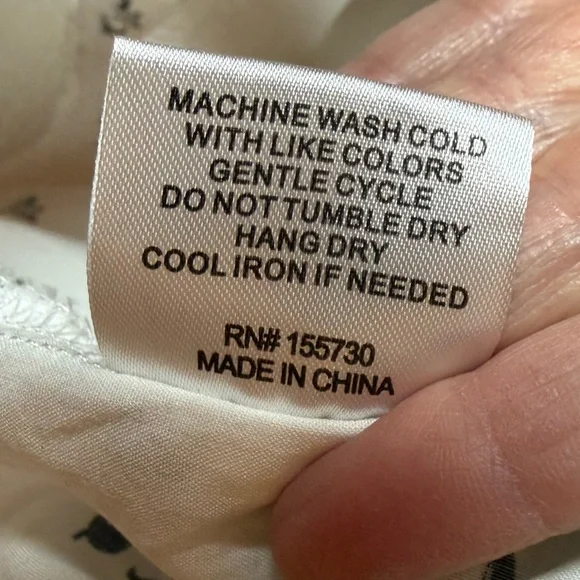 MACHINE WASH COLD
WITH LIKE COLORS
GENTLE CYCLE
DO NOT TUMBLE DRY
HANG DRY
COOL IRON IF NEEDED
RN# 155730
MADE IN CHINA